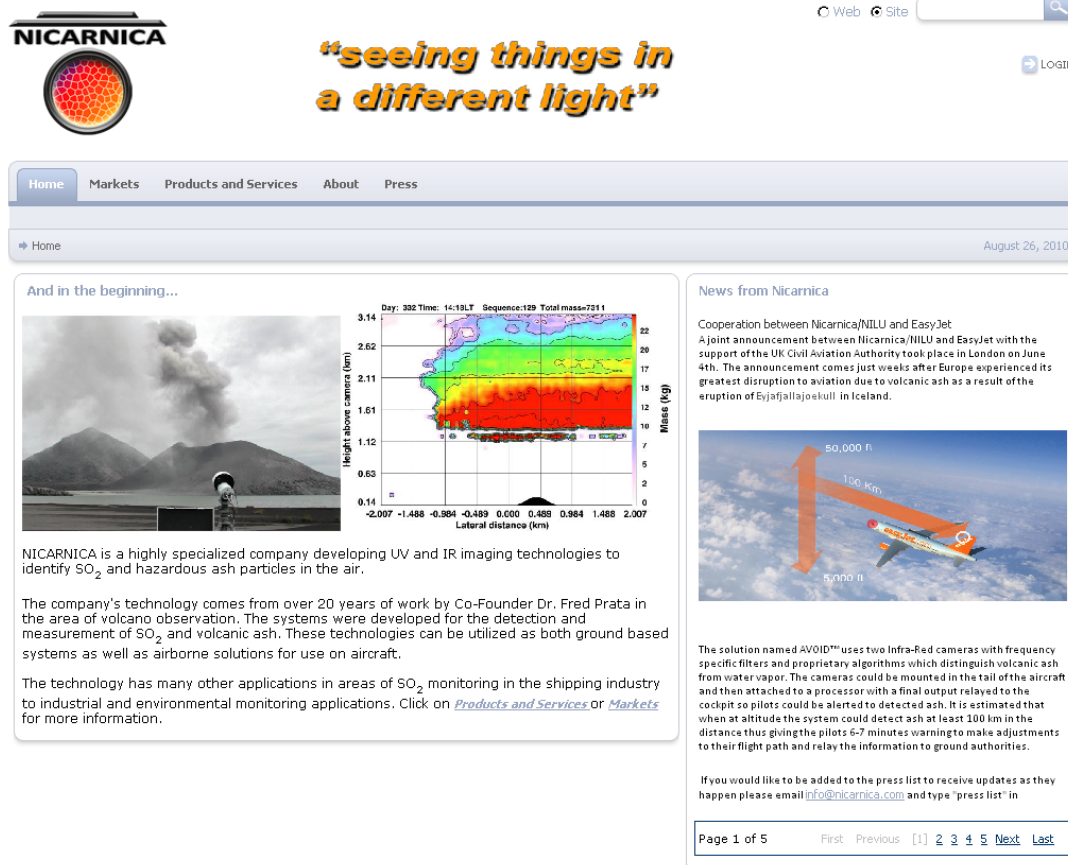 NICARNICA
“seeing things in
a different light”
Web Site
LOGI
Home Markets Products and Services About Press
Home
August 26, 2010
And in the beginning...
Day: 332 Time: 14:18LT Sequence:129 Total mass=7311
3.14
2.62
2.11
1.61
1.12
0.63
0.14
Height above camera (km)
-2.007 -1.488 -0.984 -0.489 0.000 0.489 0.984 1.488 2.007
Lateral distance (km)
22
20
17
15
12
10
7
5
2
0
Mass (kg)
NICARNICA is a highly specialized company developing UV and IR imaging technologies to
identify SO2 and hazardous ash particles in the air.
The company's technology comes from over 20 years of work by Co-Founder Dr. Fred Prata in
the area of volcano observation. The systems were developed for the detection and
measurement of SO2 and volcanic ash. These technologies can be utilized as both ground based
systems as well as airborne solutions for use on aircraft.
The technology has many other applications in areas of SO2 monitoring in the shipping industry
to industrial and environmental monitoring applications. Click on Products and Services or Markets
for more information.
News from Nicarnica
Cooperation between Nicarnica/NILU and EasyJet
A joint announcement between Nicarnica/NILU and EasyJet with the
support of the UK Civil Aviation Authority took place in London on June
4th. The announcement comes just weeks after Europe experienced its
greatest disruption to aviation due to volcanic ash as a result of the
eruption of Eyjafjallajoekull in Iceland.
50,000 ft
100 Km
easyJet
5,000 ft
The solution named AVOID™ uses two Infra-Red cameras with frequency
specific filters and proprietary algorithms which distinguish volcanic ash
from water vapor. The cameras could be mounted in the tail of the aircraft
and then attached to a processor with a final output relayed to the
cockpit so pilots could be alerted to detected ash. It is estimated that
when at altitude the system could detect ash at least 100 km in the
distance thus giving the pilots 6-7 minutes warning to make adjustments
to their flight path and relay the information to ground authorities.
If you would like to be added to the press list to receive updates as they
happen please email info@nicarnica.com and type "press list" in
Page 1 of 5 First Previous [1] 2 3 4 5 Next Last